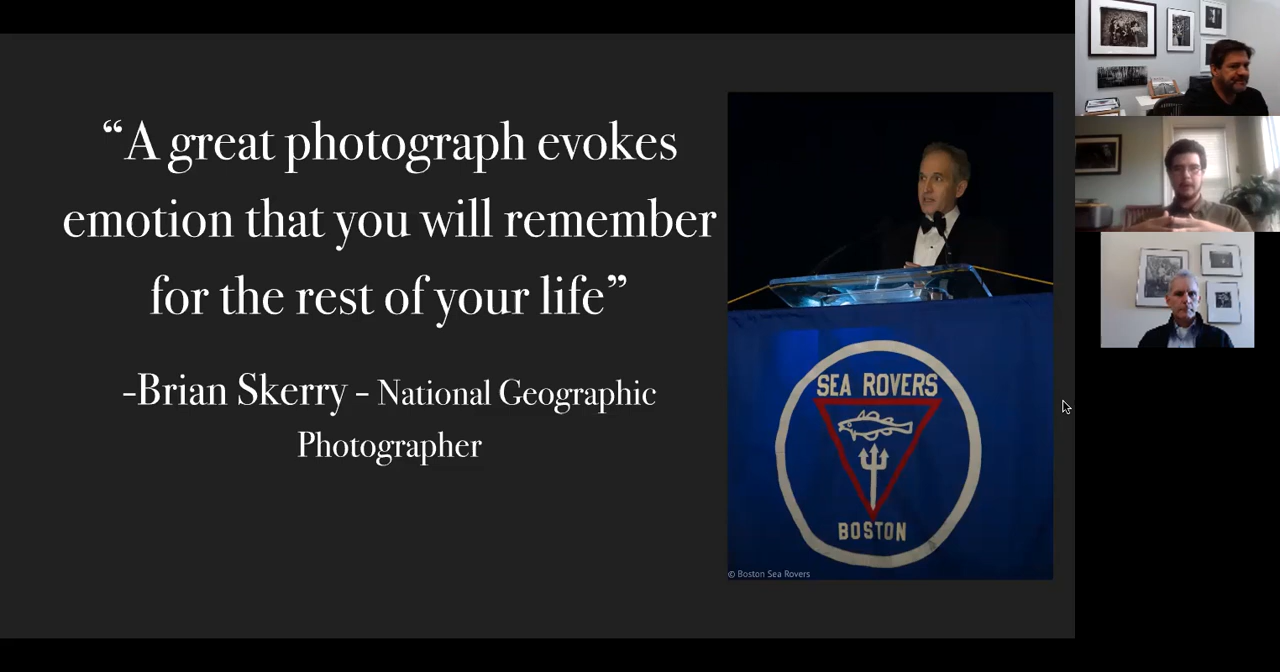 “A great photograph evokes
emotion that you will remember
for the rest of your life”
-Brian Skerry - National Geographic
Photographer
SEA ROVERS
BOSTON
© Boston Sea Rovers